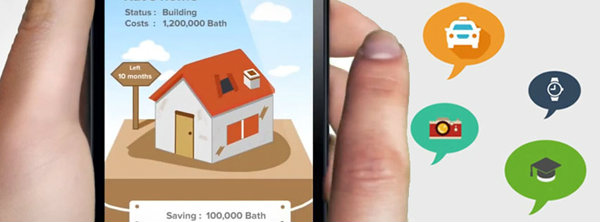 Status : Building
Costs : 1,200,000 Bath
Left
10 months
Saving : 100,000 Bath